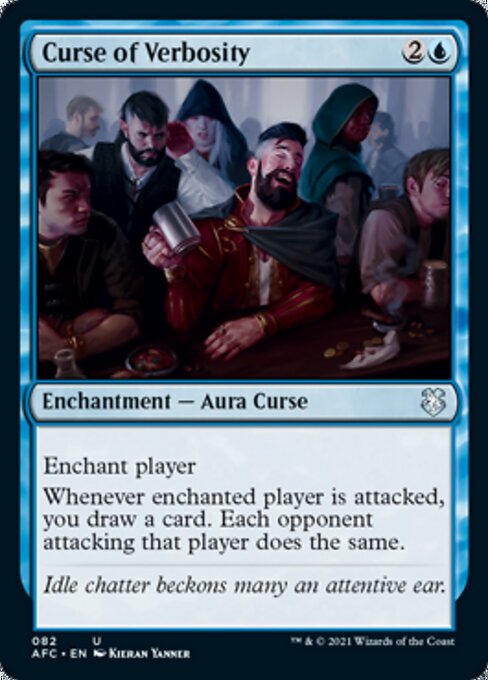 Curse of Verbosity 2
Enchantment — Aura Curse
Enchant player
Whenever enchanted player is attacked,
you draw a card. Each opponent
attacking that player does the same.
Idle chatter beckons many an attentive ear.
082 U
AFC • EN Kieran Yanner
™ & © 2021 Wizards of the Coast